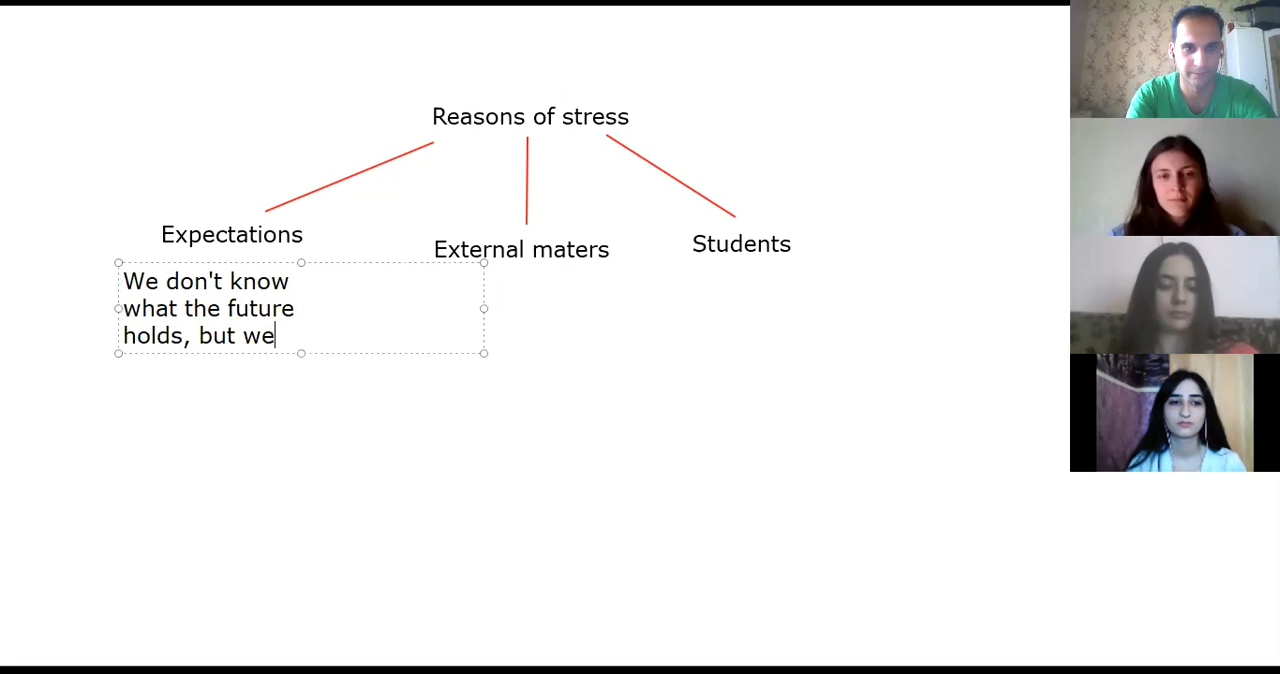 Reasons of stress
Expectations
External maters
Students
We don't know
what the future
holds, but we